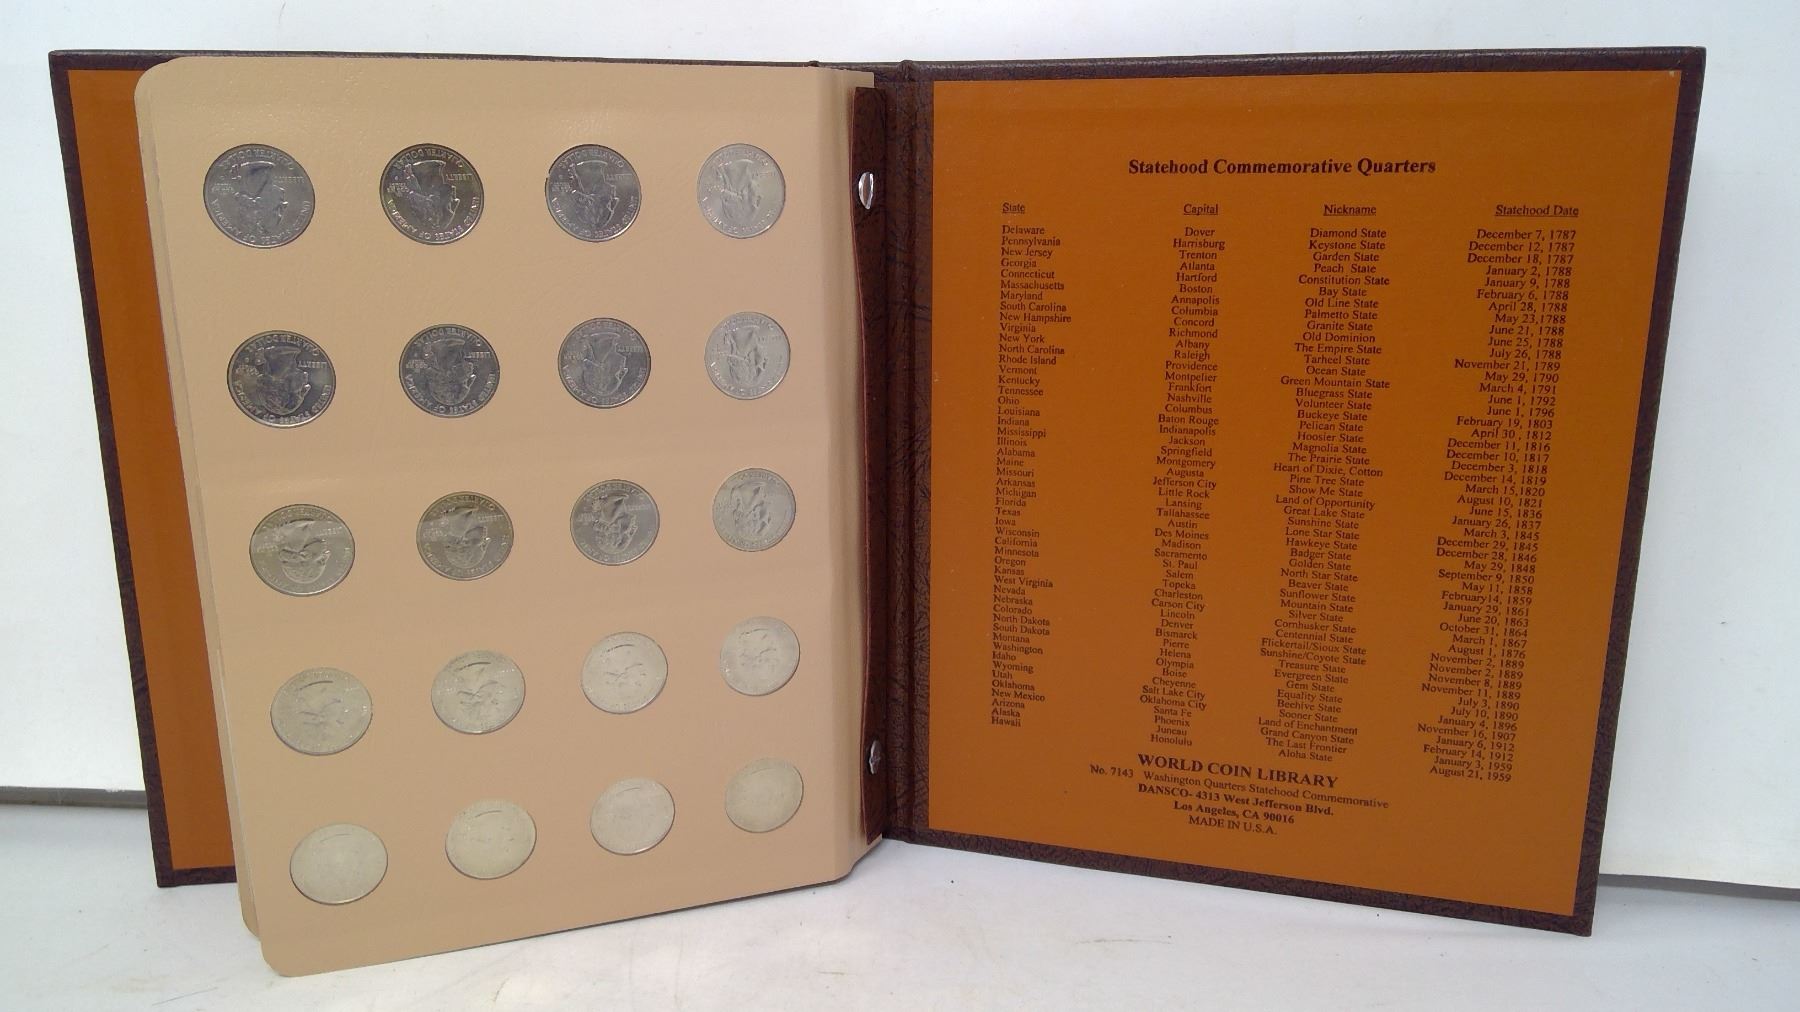 Statehood Commemorative Quarters
State Capital Nickname Statehood Date
Delaware Dover Diamond State December 7, 1787
Pennsylvania Harrisburg Keystone State December 12, 1787
New Jersey Trenton Garden State December 18, 1787
Georgia Atlanta Peach State January 2, 1788
Connecticut Hartford Constitution State January 9, 1788
Massachusetts Boston Bay State February 6, 1788
Maryland Annapolis Old Line State April 28, 1788
South Carolina Columbia Palmetto State May 23,1788
New Hampshire Concord Granite State June 21, 1788
Virginia Richmond Old Dominion June 25, 1788
New York Albany The Empire State July 26, 1788
North Carolina Raleigh Tarheel State November 21, 1789
Rhode Island Providence Ocean State May 29, 1790
Vermont Montpelier Green Mountain State March 4, 1791
Kentucky Frankfort Bluegrass State June 1, 1792
Tennessee Nashville Volunteer State June 1, 1796
Ohio Columbus Buckeye State February 19, 1803
Louisiana Baton Rouge Pelican State April 30 , 1812
Indiana Indianapolis Hoosier State December 11, 1816
Mississippi Jackson Magnolia State December 10, 1817
Illinois Springfield The Prairie State December 3, 1818
Alabama Montgomery Heart of Dixie, Cotton December 14, 1819
Maine Augusta Pine Tree State March 15,1820
Missouri Jefferson City Show Me State August 10, 1821
Arkansas Little Rock Land of Opportunity June 15, 1836
Michigan Lansing Great Lake State January 26, 1837
Florida Tallahassee Sunshine State March 3, 1845
Texas Austin Lone Star State December 29, 1845
Iowa Des Moines Hawkeye State December 28, 1846
Wisconsin Madison Badger State May 29, 1848
California Sacramento Golden State September 9, 1850
Minnesota St. Paul North Star State May 11, 1858
Oregon Salem Beaver State February14, 1859
Kansas Topeka Sunflower State January 29, 1861
West Virginia Charleston Mountain State June 20, 1863
Nevada Carson City Silver State October 31, 1864
Nebraska Lincoln Cornhusker State March 1, 1867
Colorado Denver Centennial State August 1, 1876
North Dakota Bismarck Flickertail/Sioux State November 2, 1889
South Dakota Pierre Sunshine/Coyote State November 2, 1889
Montana Helena Treasure State November 8, 1889
Washington Olympia Evergreen State November 11, 1889
Idaho Boise Gem State July 3, 1890
Wyoming Cheyenne Equality State July 10, 1890
Utah Salt Lake City Beehive State January 4, 1896
Oklahoma Oklahoma City Sooner State November 16, 1907
New Mexico Santa Fe Land of Enchantment January 6, 1912
Arizona Phoenix Grand Canyon State February 14, 1912
Alaska Juneau The Last Frontier January 3, 1959
Hawaii Honolulu Aloha State August 21, 1959
WORLD COIN LIBRARY
No. 7143 Washington Quarters Statehood Commemorative
DANSCO- 4313 West Jefferson Blvd.
Los Angeles, CA 90016
MADE IN U.S.A.